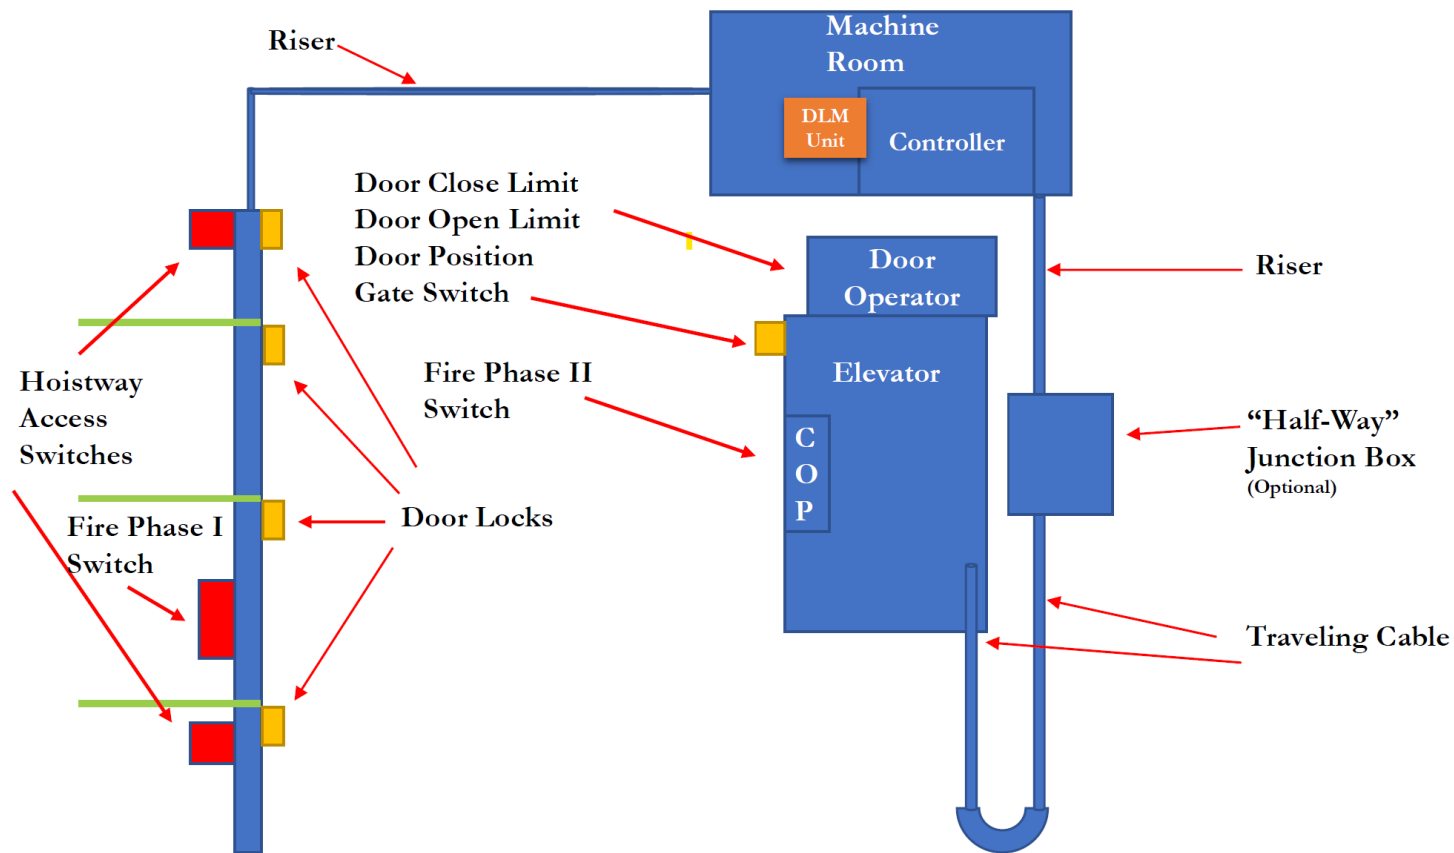 Riser
Machine
Room
DLM
Unit
Controller
Door Close Limit
Door Open Limit
Door Position
Gate Switch
Door
Operator
Riser
Elevator
Fire Phase II
Switch
Hoistway
Access
Switches
C
O
P
“Half-Way”
Junction Box
(Optional)
Fire Phase I
Switch
Door Locks
Traveling Cable